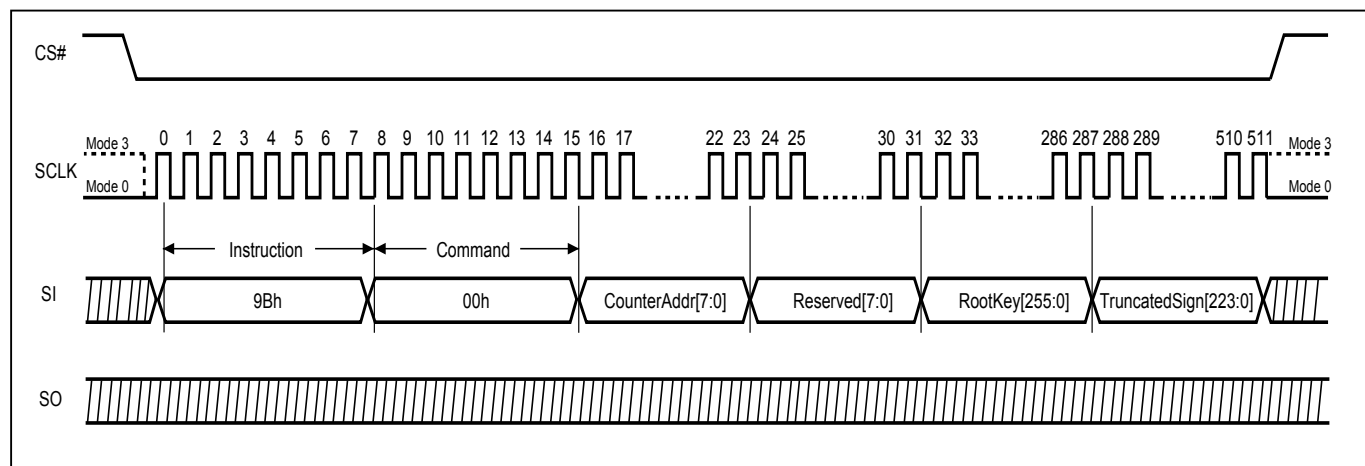 CS#
0 1 2 3 4 5 6 7 8 9 10 11 12 13 14 15 16 17 22 23 24 25 30 31 32 33 286 287 288 289 510 511
Mode 3 Mode 3
SCLK
Mode 0 Mode 0
Instruction Command
SI 9Bh 00h CounterAddr[7:0] Reserved[7:0] RootKey[255:0] TruncatedSign[223:0]
SO